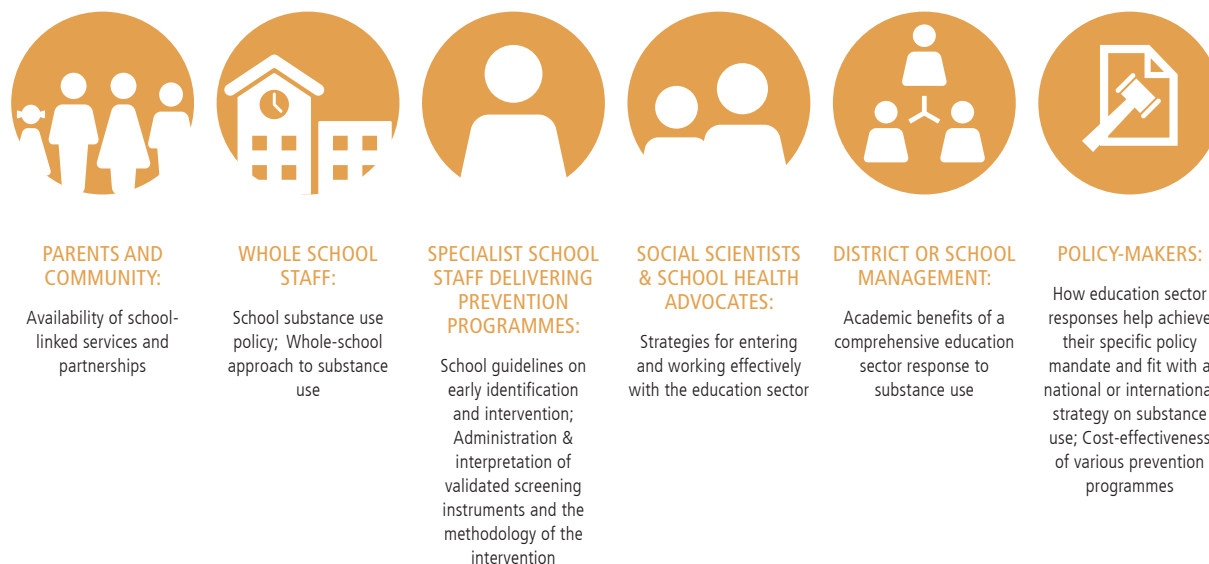 PARENTS AND
COMMUNITY:
Availability of school-
linked services and
partnerships
WHOLE SCHOOL
STAFF:
School substance use
policy; Whole-school
approach to substance
use
SPECIALIST SCHOOL
STAFF DELIVERING
PREVENTION
PROGRAMMES:
School guidelines on
early identification
and intervention;
Administration &
interpretation of
validated screening
instruments and the
methodology of the
intervention
SOCIAL SCIENTISTS
& SCHOOL HEALTH
ADVOCATES:
Strategies for entering
and working effectively
with the education sector
DISTRICT OR SCHOOL
MANAGEMENT:
Academic benefits of a
comprehensive education
sector response to
substance use
POLICY-MAKERS:
How education sector
responses help achieve
their specific policy
mandate and fit with a
national or internationa
strategy on substance
use; Cost-effectiveness
of various prevention
programmes